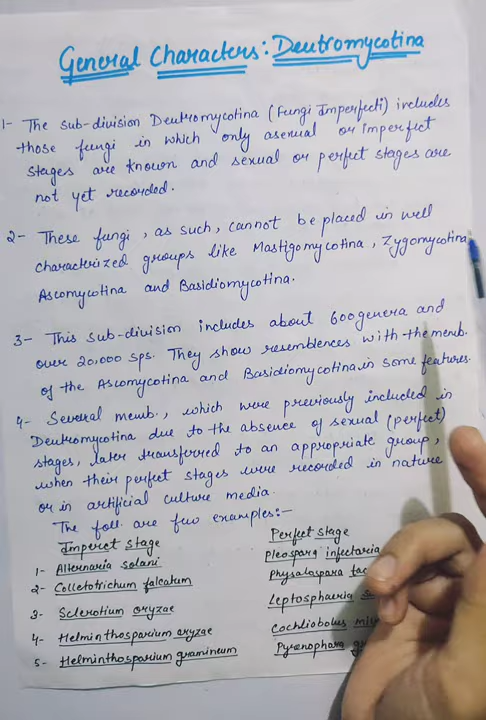 General Characters: Deutromycotina
1- The sub-division Deutromycotina (Fungi Imperfecti) includes
those fungi in which only asexual or imperfect
stages are known and sexual or perfect stages are
not yet recorded.
2- These fungi, as such, cannot be placed in well
characterized groups like Mastigomycotina, Zygomycotina
Ascomycotina and Basidiomycotina.
3- This sub-division includes about 600 genera and
over 20,000 sps. They show resemblences with the memb.
of the Ascomycotina and Basidiomycotina in some features.
4- Several memb., which were previously included in
Deutromycotina due to the absence of sexual (perfect)
stages, later transferred to an appropriate group,
when their perfect stages were recorded in nature
or in artificial culture media.
The foll. are few examples:-
Imperect stage Perfect stage
1- Alternaria solani Pleospara infectaria
2- Colletotrichum falcatum Physalospara
3- Sclerotium oryzae Leptosphaeria
4- Helminthosparium oryzae Cochliobolus
5- Helminthosparium gramineum Pyrenophara